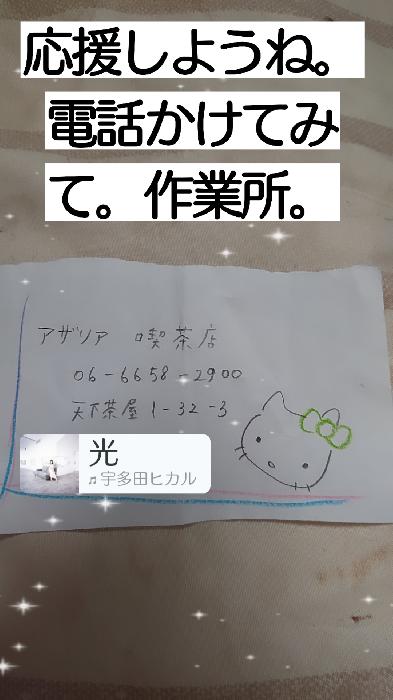 応援しようね。
電話かけてみ
て。作業所。
アザリア 喫茶店
06-6658-2900
天下茶屋1-32-3
光
♬宇多田ヒカル